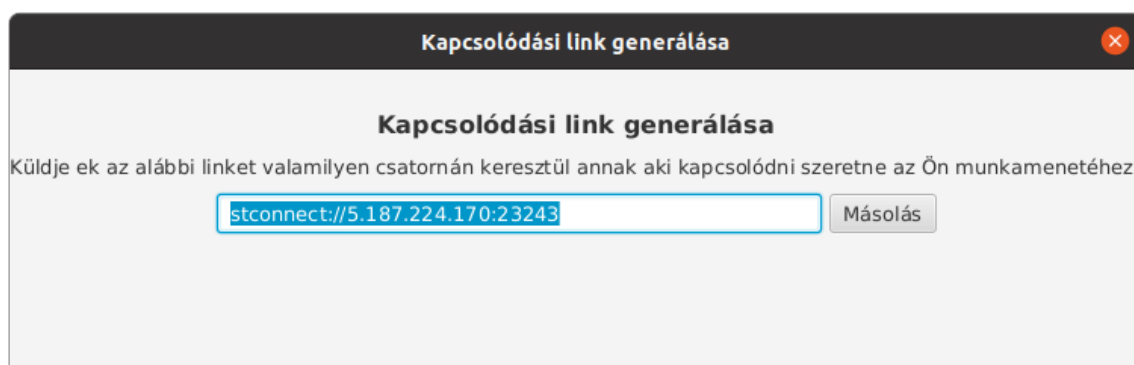 Kapcsolódási link generálása
Kapcsolódási link generálása
Küldje ek az alábbi linket valamilyen csatornán keresztül annak aki kapcsolódni szeretne az Ön munkamenetéhez
stconnect://5.187.224.170:23243 Másolás